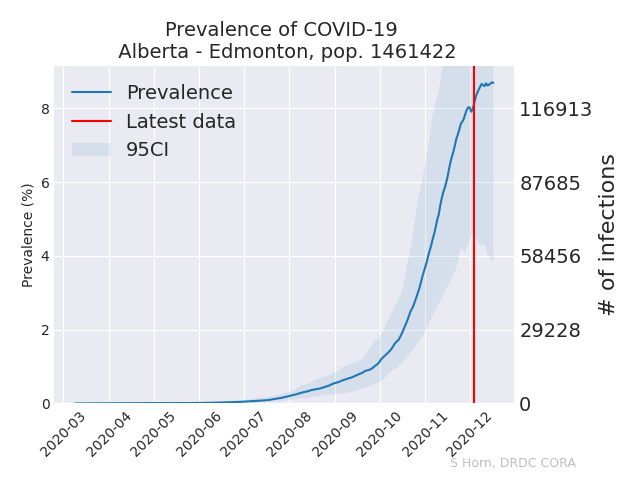 Prevalence of COVID-19
Alberta - Edmonton, pop. 1461422
Prevalence
Latest data
95CI
Prevalence (%)
8
6
4
2
0
116913
87685
58456
29228
0
# of infections
2020-03
2020-04
2020-05
2020-06
2020-07
2020-08
2020-09
2020-10
2020-11
2020-12
S Horn, DRDC CORA